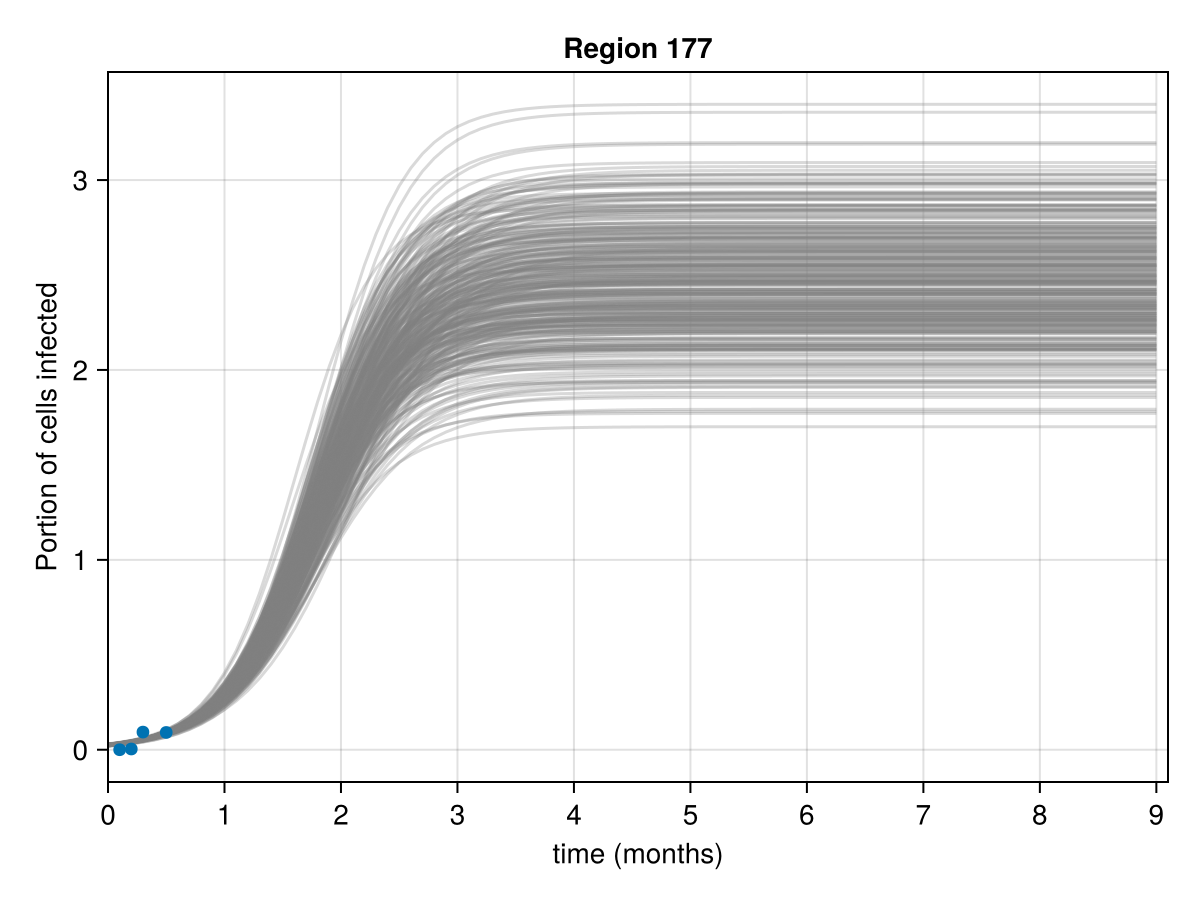 Region 177
Portion of cells infected
3
2
1
0
0 1 2 3 4 5 6 7 8 9
time (months)